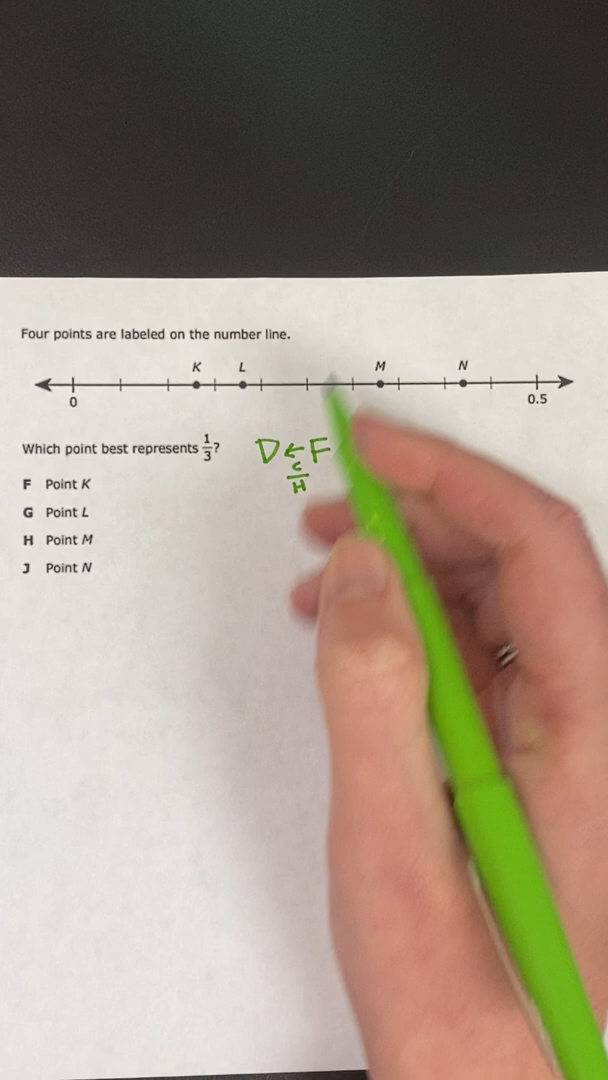 Four points are labeled on the number line.
K L M N
0 0.5
Which point best represents 1/3?
D ← F
C
H
F Point K
G Point L
H Point M
J Point N